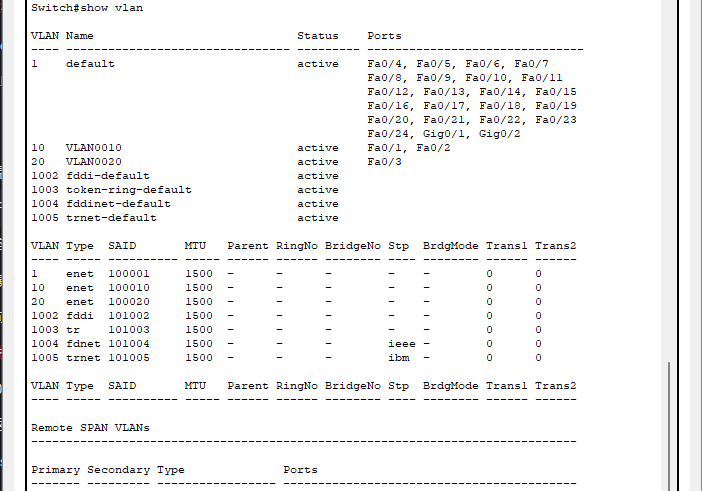 Switch#show vlan
VLAN Name                             Status    Ports
---- -------------------------------- --------- -------------------------------
1    default                          active    Fa0/4, Fa0/5, Fa0/6, Fa0/7
                                                Fa0/8, Fa0/9, Fa0/10, Fa0/11
                                                Fa0/12, Fa0/13, Fa0/14, Fa0/15
                                                Fa0/16, Fa0/17, Fa0/18, Fa0/19
                                                Fa0/20, Fa0/21, Fa0/22, Fa0/23
                                                Fa0/24, Gig0/1, Gig0/2
10   VLAN0010                         active    Fa0/1, Fa0/2
20   VLAN0020                         active    Fa0/3
1002 fddi-default                     active
1003 token-ring-default               active
1004 fddinet-default                  active
1005 trnet-default                    active
VLAN Type  SAID       MTU   Parent RingNo BridgeNo Stp  BrdgMode Trans1 Trans2
---- ----- ---------- ----- ------ ------ -------- ---- -------- ------ ------
1    enet  100001     1500  -      -      -        -    -        0      0
10   enet  100010     1500  -      -      -        -    -        0      0
20   enet  100020     1500  -      -      -        -    -        0      0
1002 fddi  101002     1500  -      -      -        -    -        0      0
1003 tr    101003     1500  -      -      -        -    -        0      0
1004 fdnet 101004     1500  -      -      -        ieee -        0      0
1005 trnet 101005     1500  -      -      -        ibm  -        0      0
VLAN Type  SAID       MTU   Parent RingNo BridgeNo Stp  BrdgMode Trans1 Trans2
---- ----- ---------- ----- ------ ------ -------- ---- -------- ------ ------
Remote SPAN VLANs
------------------------------------------------------------------------------
Primary Secondary Type              Ports
------- --------- ----------------- ------------------------------------------